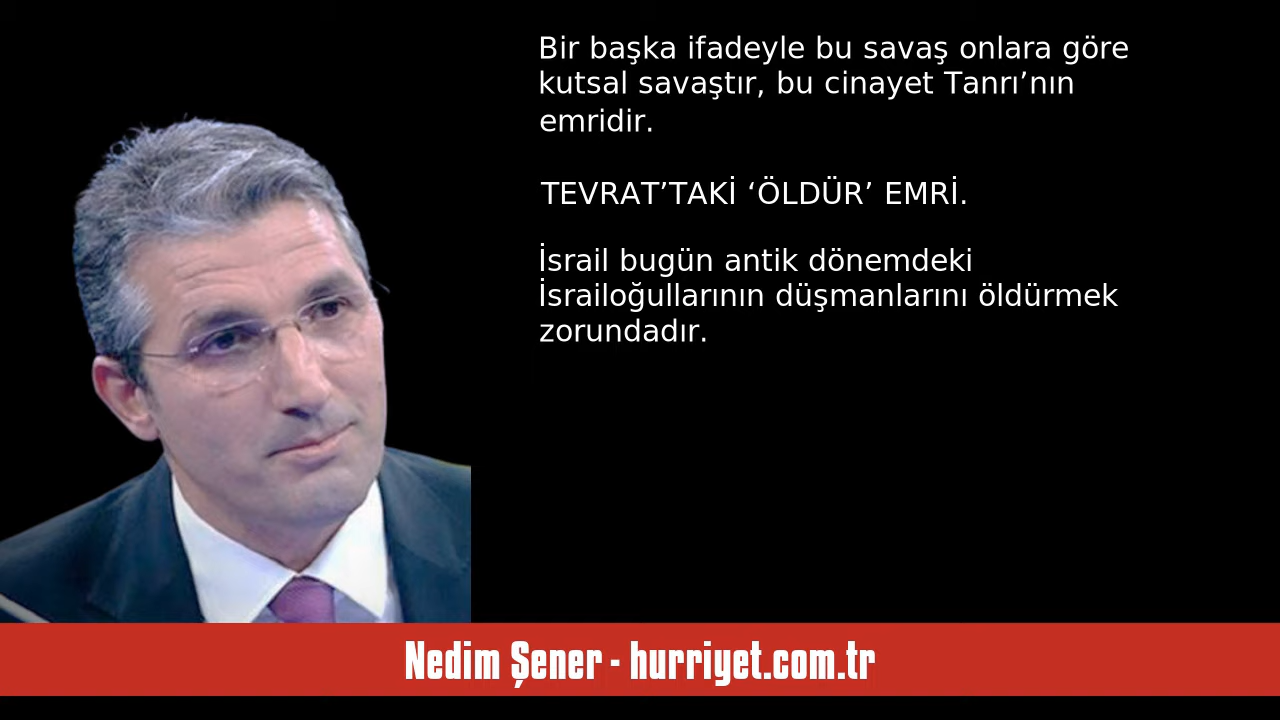 Bir başka ifadeyle bu savaş onlara göre
kutsal savaştır, bu cinayet Tanrı’nın
emridir.
TEVRAT’TAKİ ‘ÖLDÜR’ EMRİ.
İsrail bugün antik dönemdeki
İsrailoğullarının düşmanlarını öldürmek
zorundadır.
Nedim Şener - hurriyet.com.tr